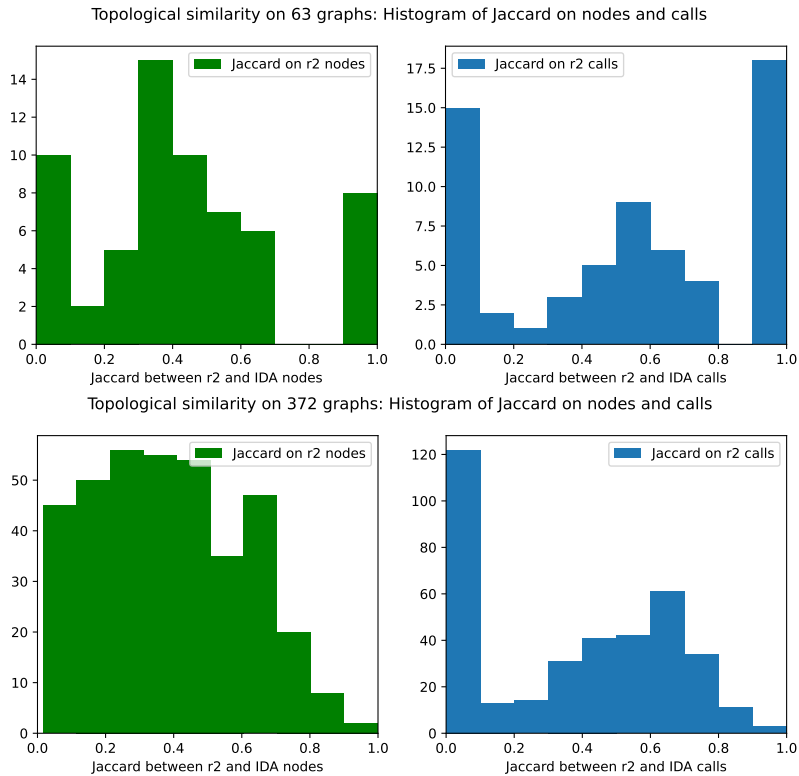 Topological similarity on 63 graphs: Histogram of Jaccard on nodes and calls
Jaccard on r2 nodes
14
12
10
8
6
4
2
0
0.0 0.2 0.4 0.6 0.8 1.0
Jaccard between r2 and IDA nodes
Jaccard on r2 calls
17.5
15.0
12.5
10.0
7.5
5.0
2.5
0.0
0.0 0.2 0.4 0.6 0.8 1.0
Jaccard between r2 and IDA calls
Topological similarity on 372 graphs: Histogram of Jaccard on nodes and calls
Jaccard on r2 nodes
50
40
30
20
10
0
0.0 0.2 0.4 0.6 0.8 1.0
Jaccard between r2 and IDA nodes
Jaccard on r2 calls
120
100
80
60
40
20
0
0.0 0.2 0.4 0.6 0.8 1.0
Jaccard between r2 and IDA calls